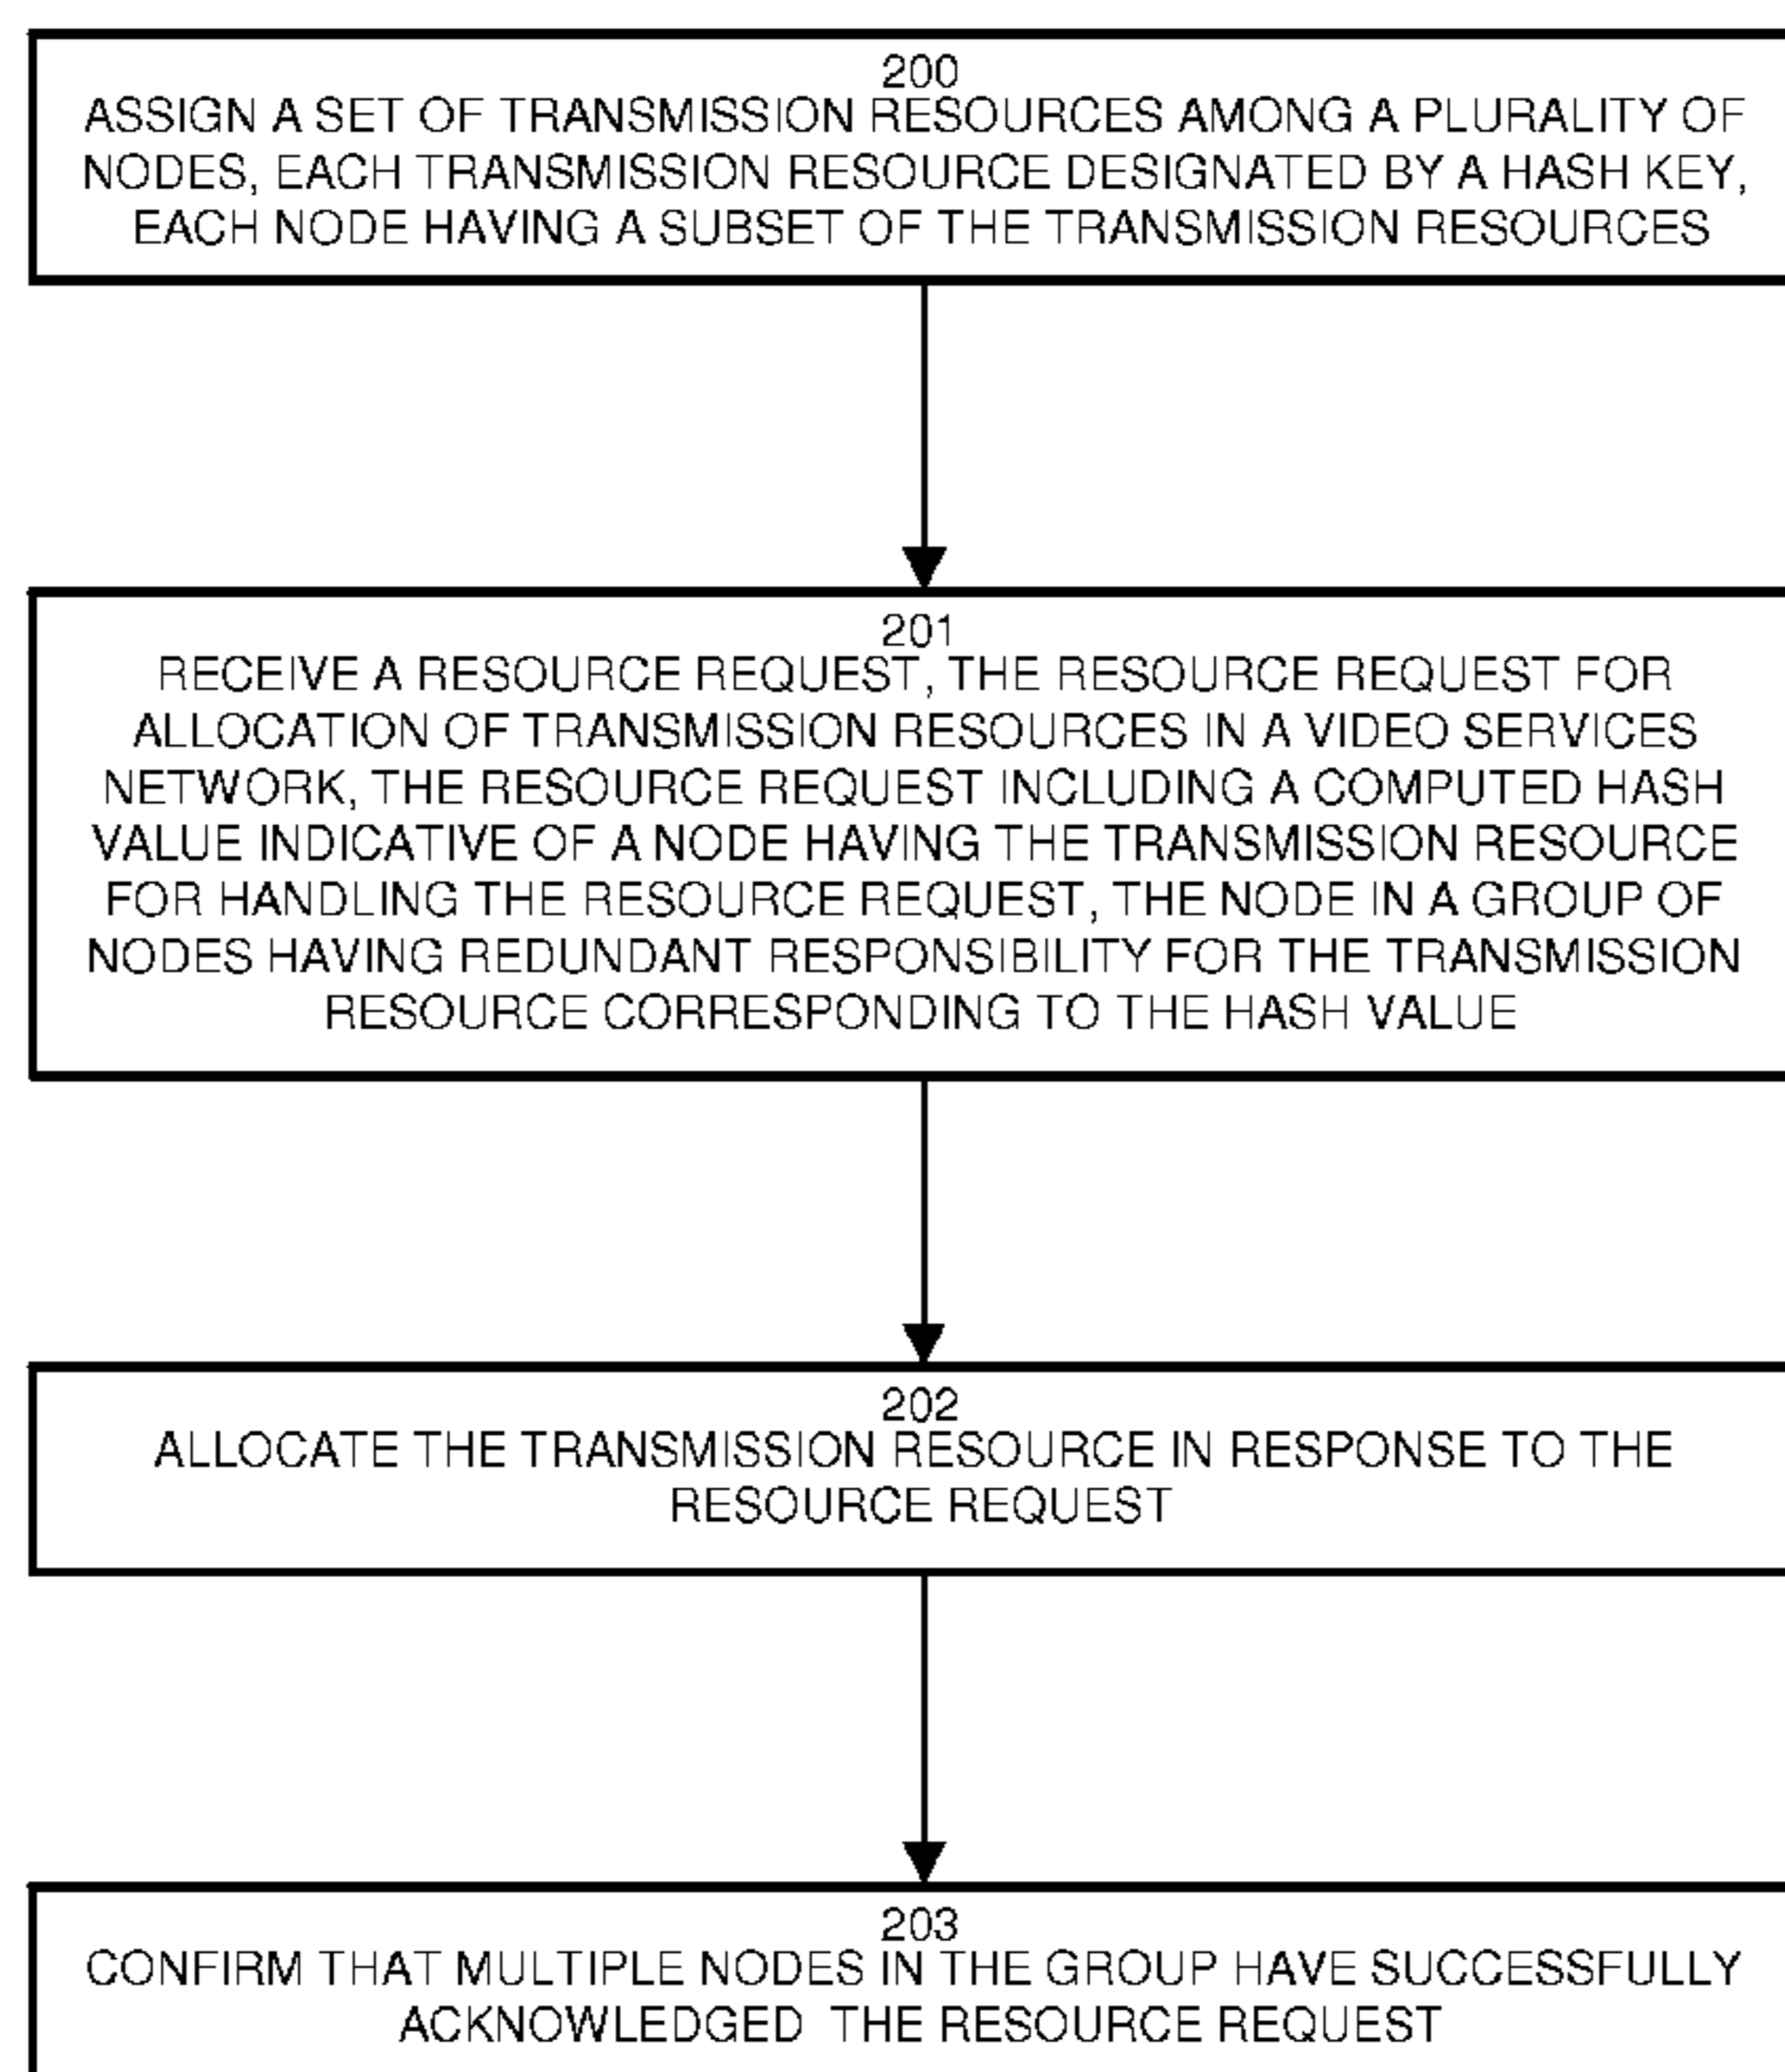 200
ASSIGN A SET OF TRANSMISSION RESOURCES AMONG A PLURALITY OF
NODES, EACH TRANSMISSION RESOURCE DESIGNATED BY A HASH KEY,
EACH NODE HAVING A SUBSET OF THE TRANSMISSION RESOURCES
201
RECEIVE A RESOURCE REQUEST, THE RESOURCE REQUEST FOR
ALLOCATION OF TRANSMISSION RESOURCES IN A VIDEO SERVICES
NETWORK, THE RESOURCE REQUEST INCLUDING A COMPUTED HASH
VALUE INDICATIVE OF A NODE HAVING THE TRANSMISSION RESOURCE
FOR HANDLING THE RESOURCE REQUEST, THE NODE IN A GROUP OF
NODES HAVING REDUNDANT RESPONSIBILITY FOR THE TRANSMISSION
RESOURCE CORRESPONDING TO THE HASH VALUE
202
ALLOCATE THE TRANSMISSION RESOURCE IN RESPONSE TO THE
RESOURCE REQUEST
203
CONFIRM THAT MULTIPLE NODES IN THE GROUP HAVE SUCCESSFULLY
ACKNOWLEDGED THE RESOURCE REQUEST